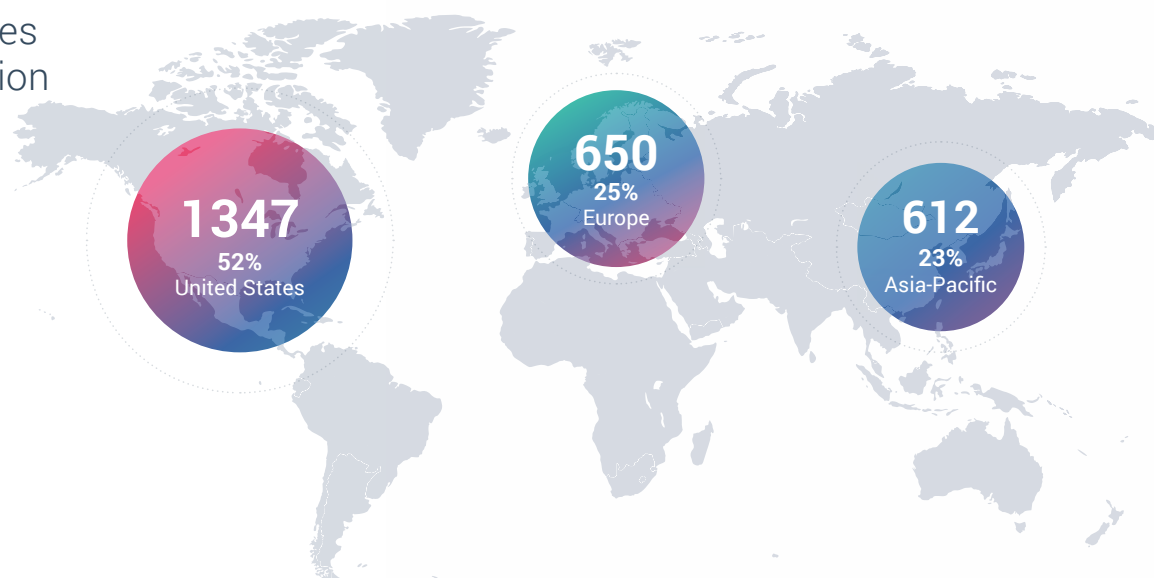 es
ion
1347
52%
United States
650
25%
Europe
612
23%
Asia-Pacific